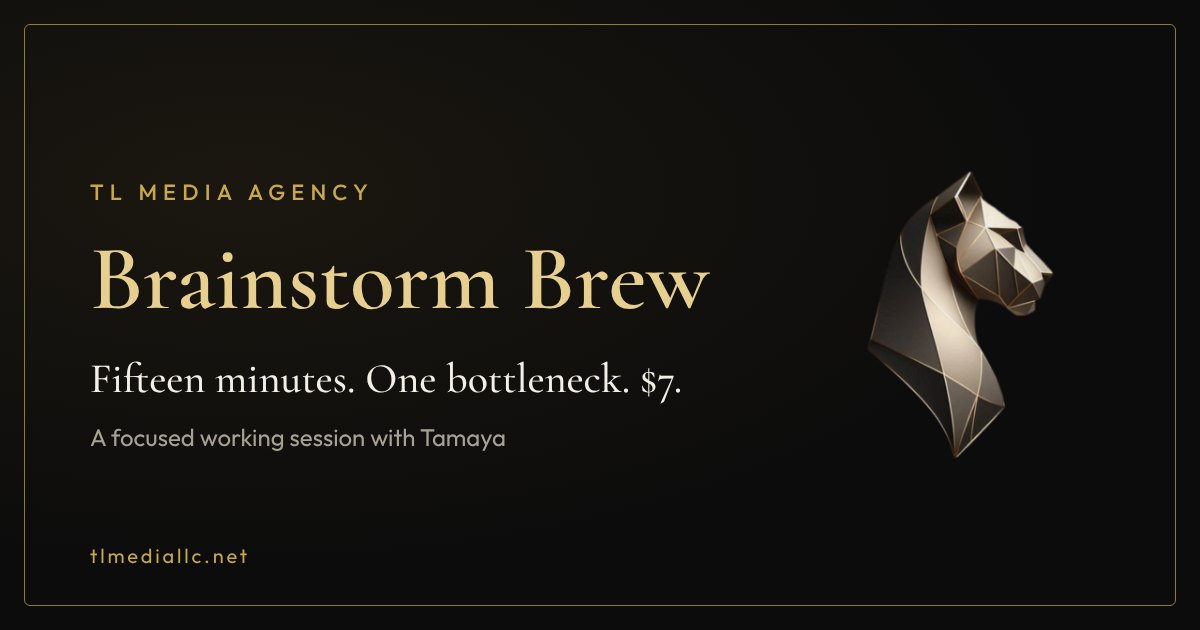 TL MEDIA AGENCY
Brainstorm Brew
Fifteen minutes. One bottleneck. $7.
A focused working session with Tamaya
tlmediallc.net